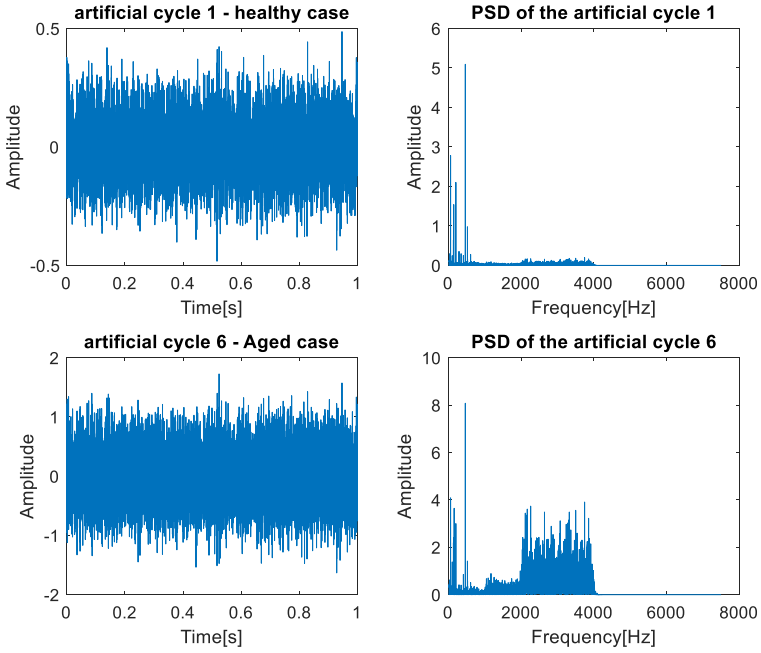 artificial cycle 1 - healthy case
0.5
0
-0.5
Amplitude
0 0.2 0.4 0.6 0.8 1
Time[s]
PSD of the artificial cycle 1
6
5
4
3
2
1
0
Amplitude
0 2000 4000 6000 8000
Frequency[Hz]
artificial cycle 6 - Aged case
2
1
0
-1
-2
Amplitude
0 0.2 0.4 0.6 0.8 1
Time[s]
PSD of the artificial cycle 6
10
8
6
4
2
0
Amplitude
0 2000 4000 6000 8000
Frequency[Hz]